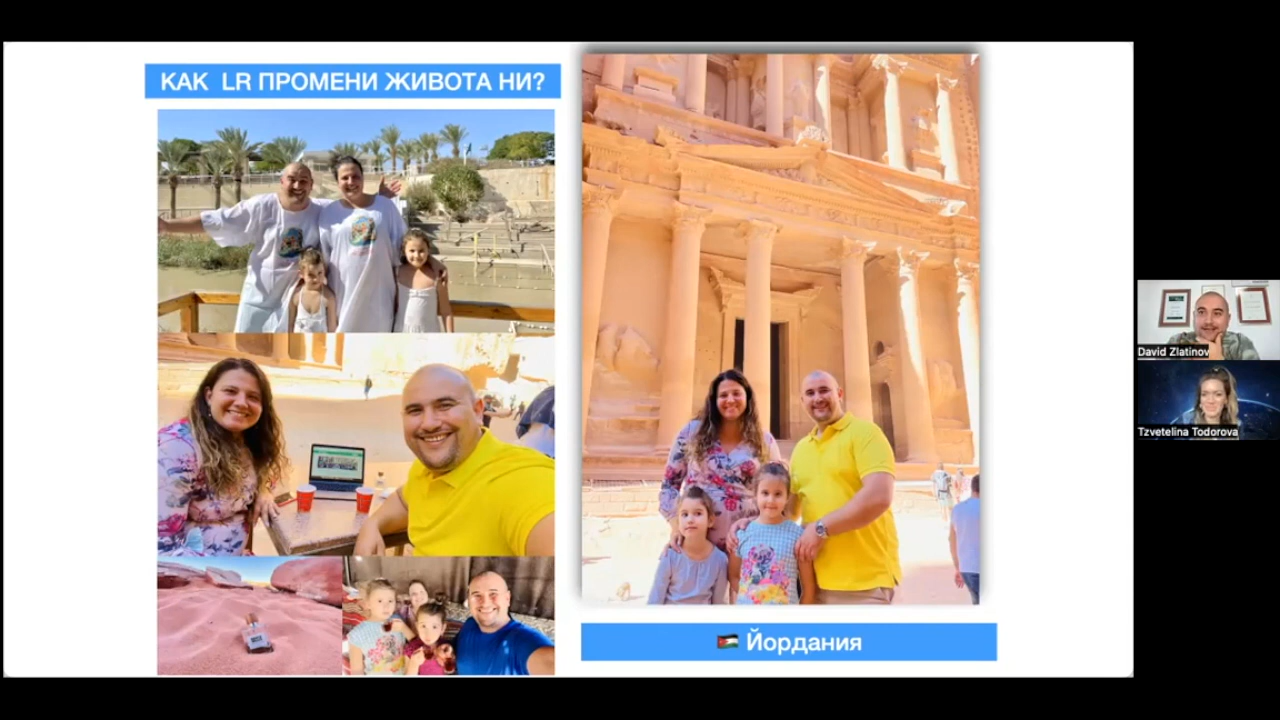 КАК LR ПРОМЕНИ ЖИВОТА НИ?
Йордания
David Zlatinov
Tzvetelina Todorova